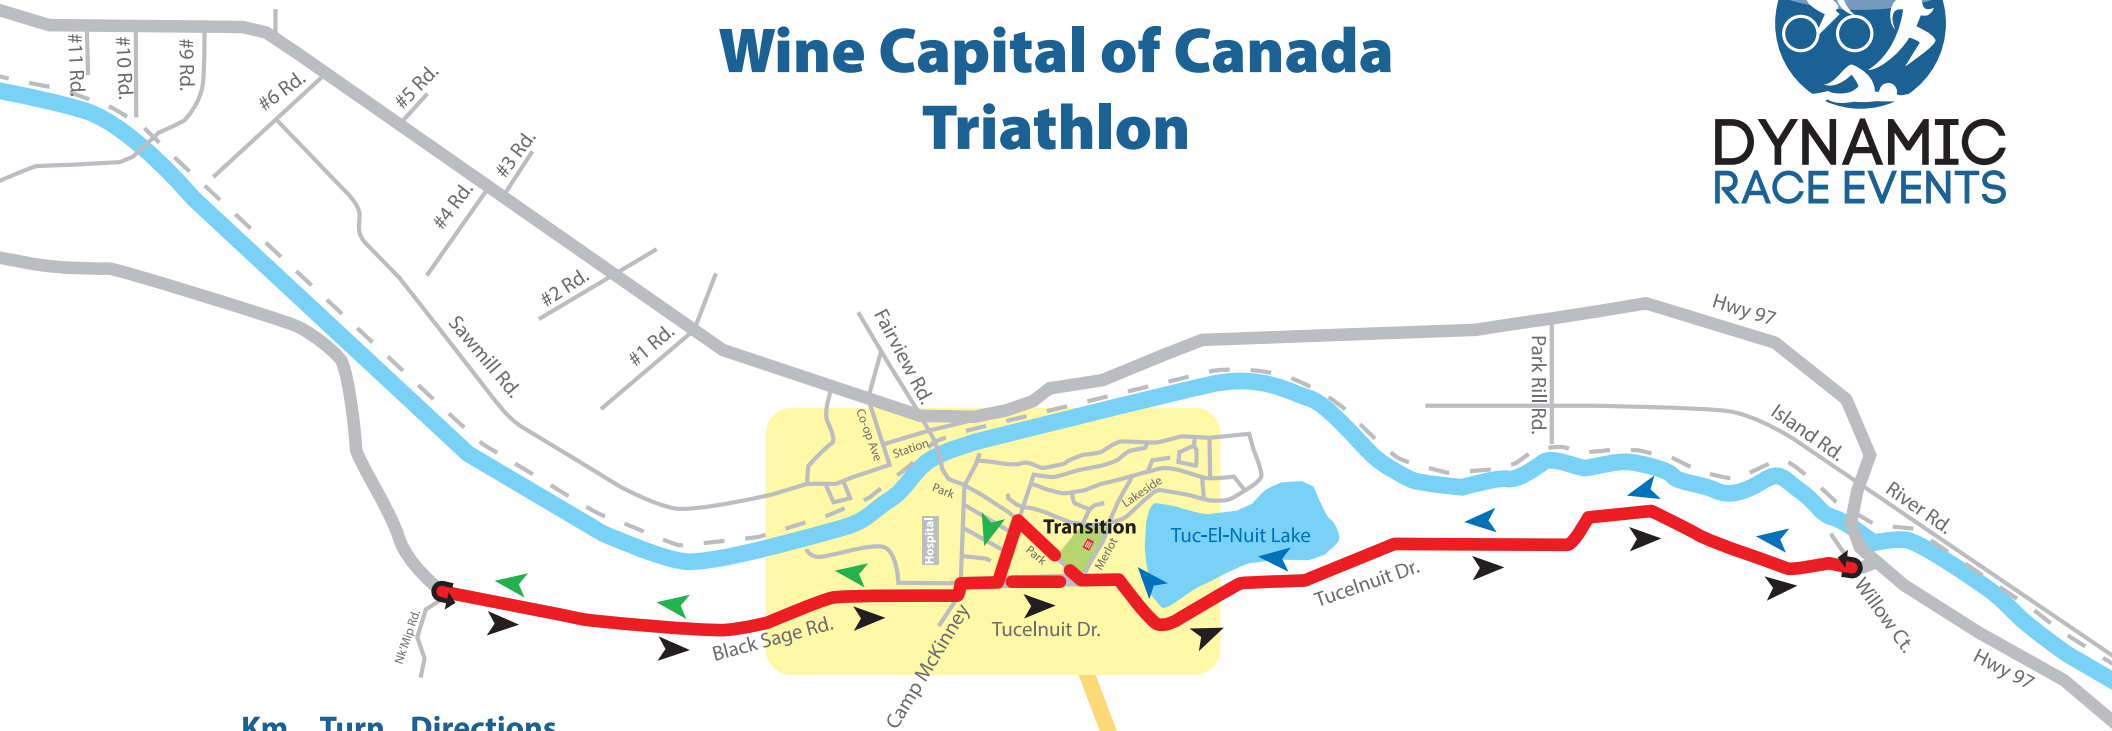 Wine Capital of Canada
Triathlon
DYNAMIC
RACE EVENTS
#11 Rd.
#10 Rd.
#9 Rd.
#6 Rd.
#5 Rd.
#4 Rd.
#3 Rd.
#2 Rd.
#1 Rd.
Sawmill Rd.
Fairview Rd.
Co-op Ave
Station
Park
Hospital
Lakeside
Transition
Park
Merlot
Tuc-El-Nuit Lake
Hwy 97
Park Rill Rd.
Island Rd.
River Rd.
Tucelnuit Dr.
Willow Ct.
Hwy 97
Nk'Mip Rd.
Black Sage Rd.
Camp McKinney
Tucelnuit Dr.
Km Turn Directions